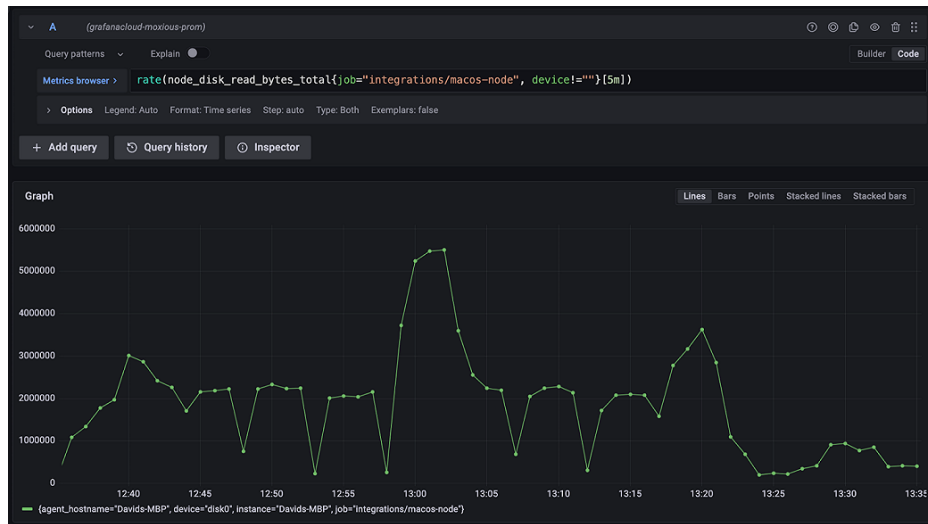 A (grafanacloud-moxious-prom)
Query patterns Explain Builder Code
Metrics browser > rate(node_disk_read_bytes_total{job="integrations/macos-node", device!=""}[5m])
> Options Legend: Auto Format: Time series Step: auto Type: Both Exemplars: false
+ Add query Query history Inspector
Graph Lines Bars Points Stacked lines Stacked bars
6000000
5000000
4000000
3000000
2000000
1000000
0
12:40 12:45 12:50 12:55 13:00 13:05 13:10 13:15 13:20 13:25 13:30 13:35
{agent_hostname="Davids-MBP", device="disk0", instance="Davids-MBP", job="integrations/macos-node"}